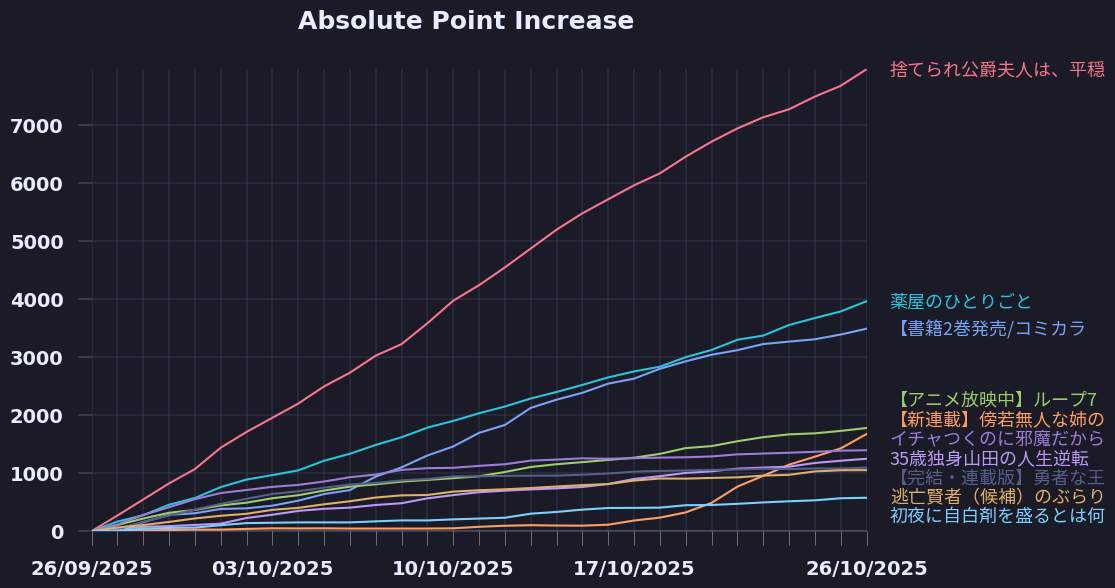 Absolute Point Increase
7000
6000
5000
4000
3000
2000
1000
0
26/09/2025
03/10/2025
10/10/2025
17/10/2025
26/10/2025
捨てられ公爵夫人は、平穏
薬屋のひとりごと
【書籍2巻発売/コミカラ
【アニメ放映中】ループ7
【新連載】傍若無人な姉の
イチャつくのに邪魔だから
35歳独身山田の人生逆転
【完結・連載版】勇者な王
逃亡賢者（候補）のぶらり
初夜に自白剤を盛るとは何